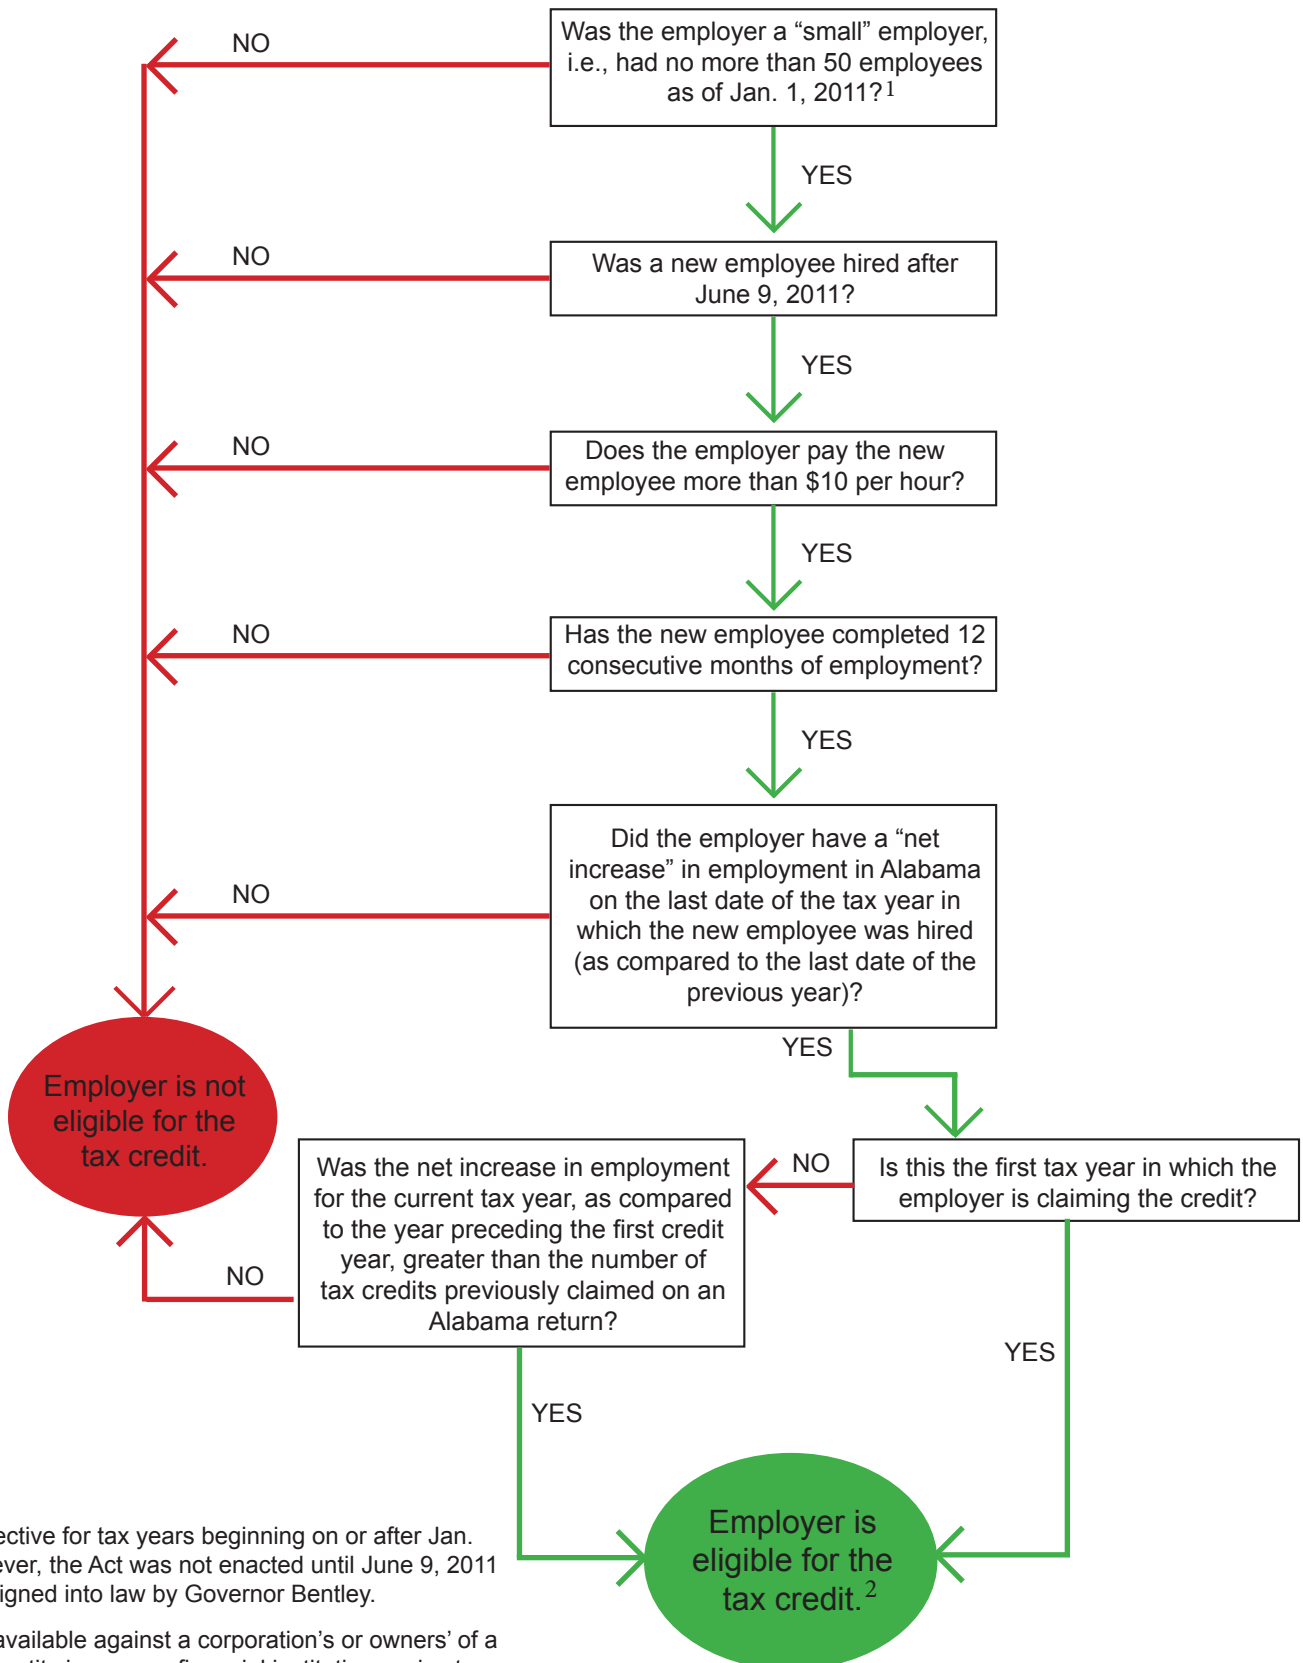 Was the employer a “small” employer,
i.e., had no more than 50 employees
as of Jan. 1, 2011?1
NO
YES
Was a new employee hired after
June 9, 2011?
NO
YES
Does the employer pay the new
employee more than $10 per hour?
NO
YES
Has the new employee completed 12
consecutive months of employment?
NO
YES
Did the employer have a “net
increase” in employment in Alabama
on the last date of the tax year in
which the new employee was hired
(as compared to the last date of the
previous year)?
NO
YES
Employer is not
eligible for the
tax credit.
Is this the first tax year in which the
employer is claiming the credit?
NO
YES
Was the net increase in employment
for the current tax year, as compared
to the year preceding the first credit
year, greater than the number of
tax credits previously claimed on an
Alabama return?
NO
YES
Employer is
eligible for the
tax credit.2
for tax years beginning on or after Jan.
the Act was not enacted until June 9, 2011
into law by Governor Bentley.
against a corporation’s or owners’ of a